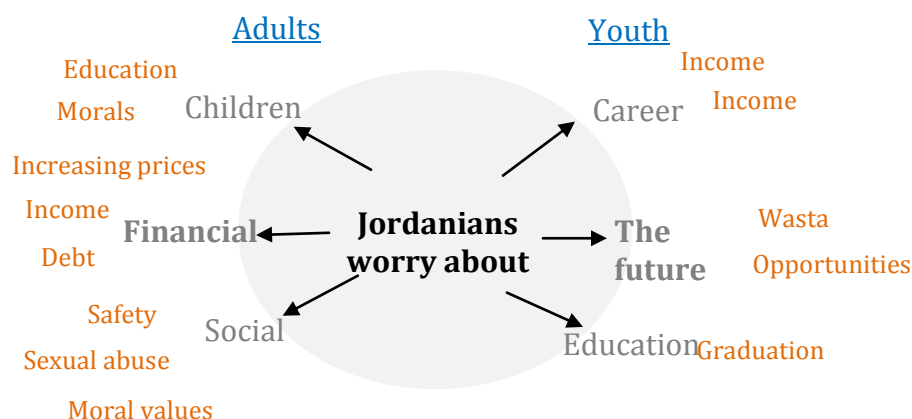 Adults
Youth
Education
Income
Morals
Children
Career
Income
Increasing prices
Income
Financial
Debt
Jordanians
worry about
The
future
Wasta
Opportunities
Safety
Social
Sexual abuse
Moral values
Education
Graduation